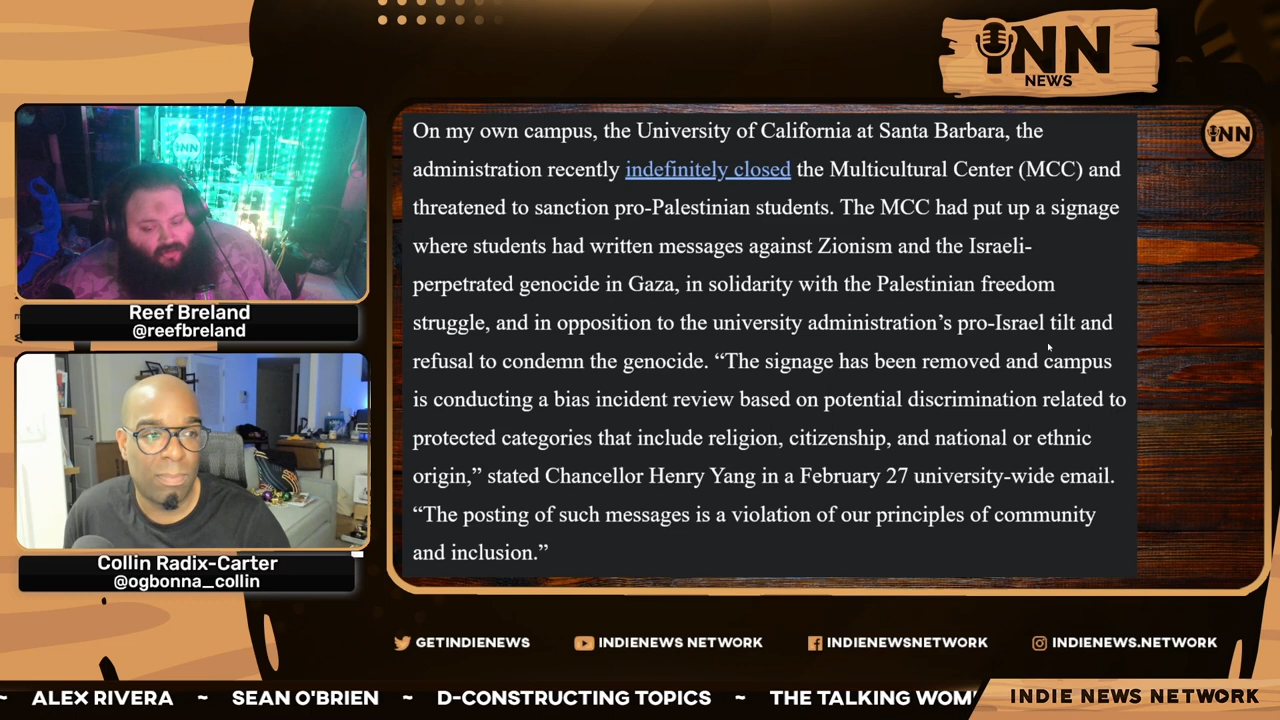 INN
NEWS
INN
On my own campus, the University of California at Santa Barbara, the
administration recently indefinitely closed the Multicultural Center (MCC) and
threatened to sanction pro-Palestinian students. The MCC had put up a signage
where students had written messages against Zionism and the Israeli-
perpetrated genocide in Gaza, in solidarity with the Palestinian freedom
struggle, and in opposition to the university administration’s pro-Israel tilt and
refusal to condemn the genocide. “The signage has been removed and campus
is conducting a bias incident review based on potential discrimination related to
protected categories that include religion, citizenship, and national or ethnic
origin,” stated Chancellor Henry Yang in a February 27 university-wide email.
“The posting of such messages is a violation of our principles of community
and inclusion.”
INN
Reef Breland
@reefbreland
Collin Radix-Carter
@ogbonna_collin
GETINDIENEWS
INDIENEWS NETWORK
INDIENEWSNETWORK
INDIENEWS.NETWORK
~ ALEX RIVERA ~ SEAN O'BRIEN ~ D-CONSTRUCTING TOPICS ~ THE TALKING
INDIE NEWS NETWORK